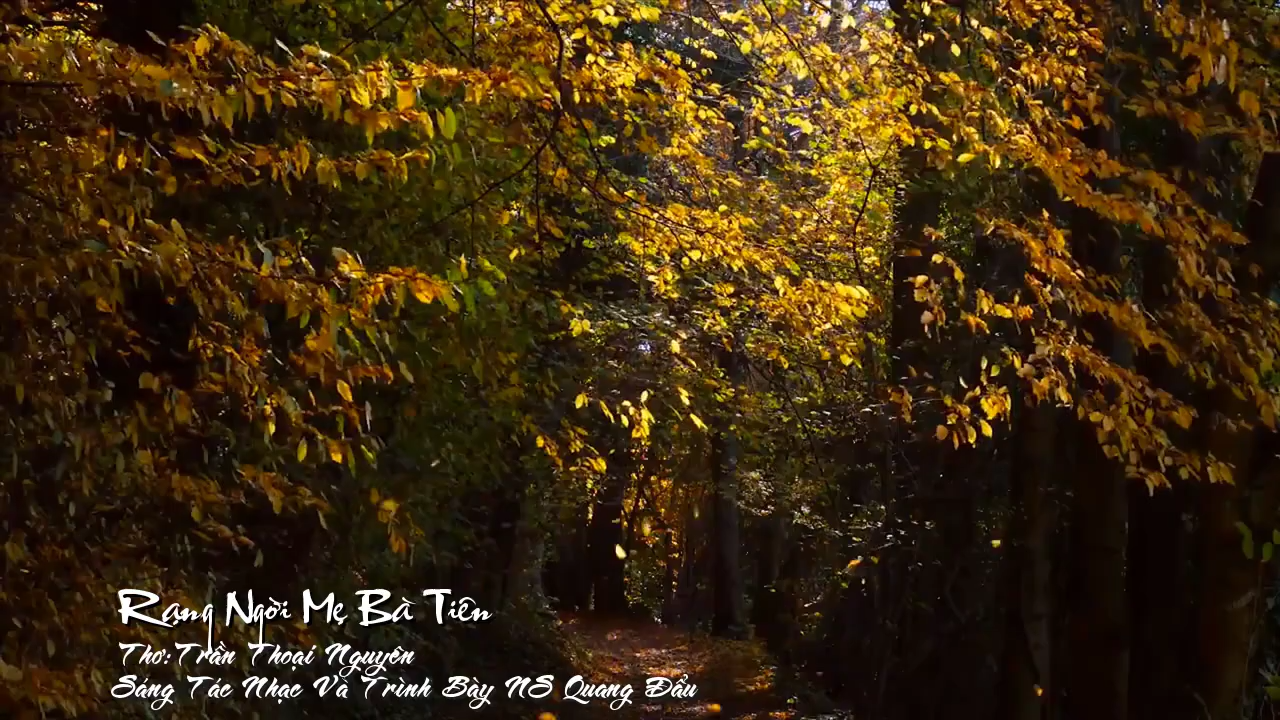 Rạng Ngời Mẹ Bà Tiên
Thơ: Trần Thoại Nguyên
Sáng Tác Nhạc Và Trình Bày NS Quang Đẩu